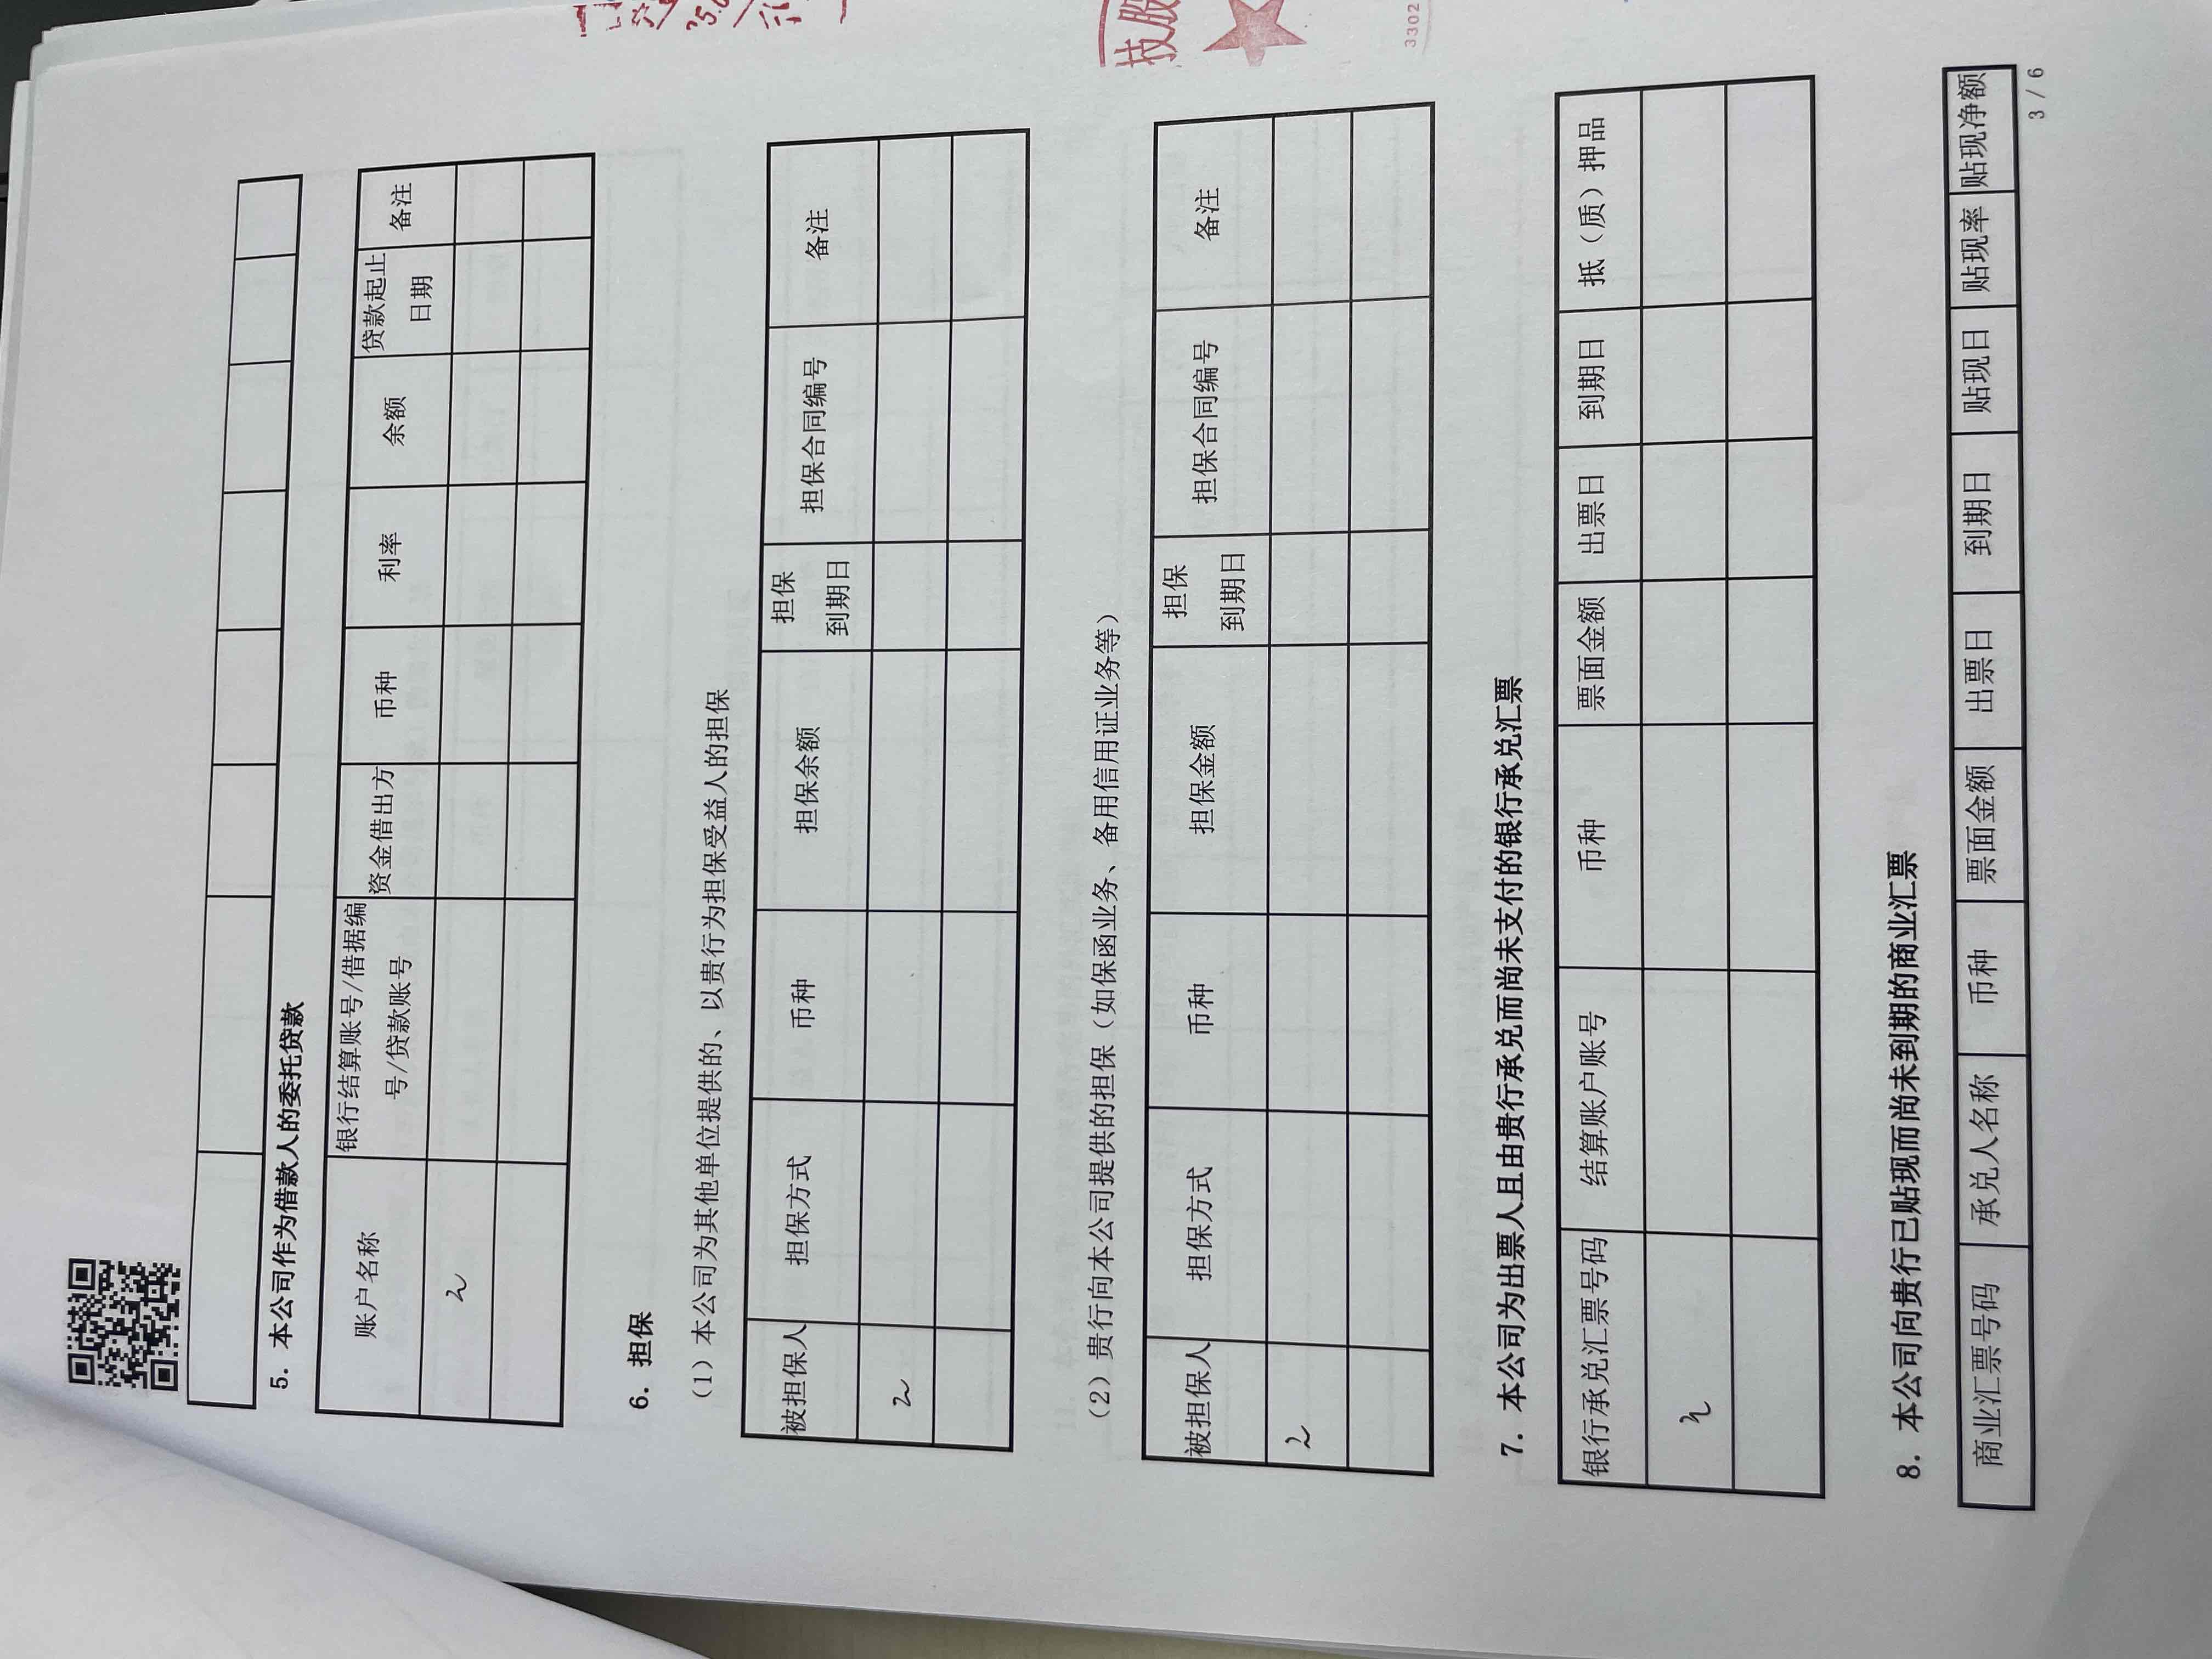 5. 本公司作为借款人的委托贷款
账户名称 银行结算账号/借据编号/贷款账号 资金借出方 币种 利率 余额 贷款起止日期 备注
6. 担保
（1）本公司为其他单位提供的、以贵行为担保受益人的担保
被担保人 担保方式 币种 担保余额 担保到期日 担保合同编号 备注
（2）贵行向本公司提供的担保（如保函业务、备用信用证业务等）
被担保人 担保方式 币种 担保金额 担保到期日 担保合同编号 备注
技股
3302
7. 本公司为出票人且由贵行承兑而尚未支付的银行承兑汇票
银行承兑汇票号码 结算账户账号 币种 票面金额 出票日 到期日 抵（质）押品
8. 本公司向贵行已贴现而尚未到期的商业汇票
商业汇票号码 承兑人名称 币种 票面金额 出票日 到期日 贴现日 贴现率 贴现净额
3 / 6